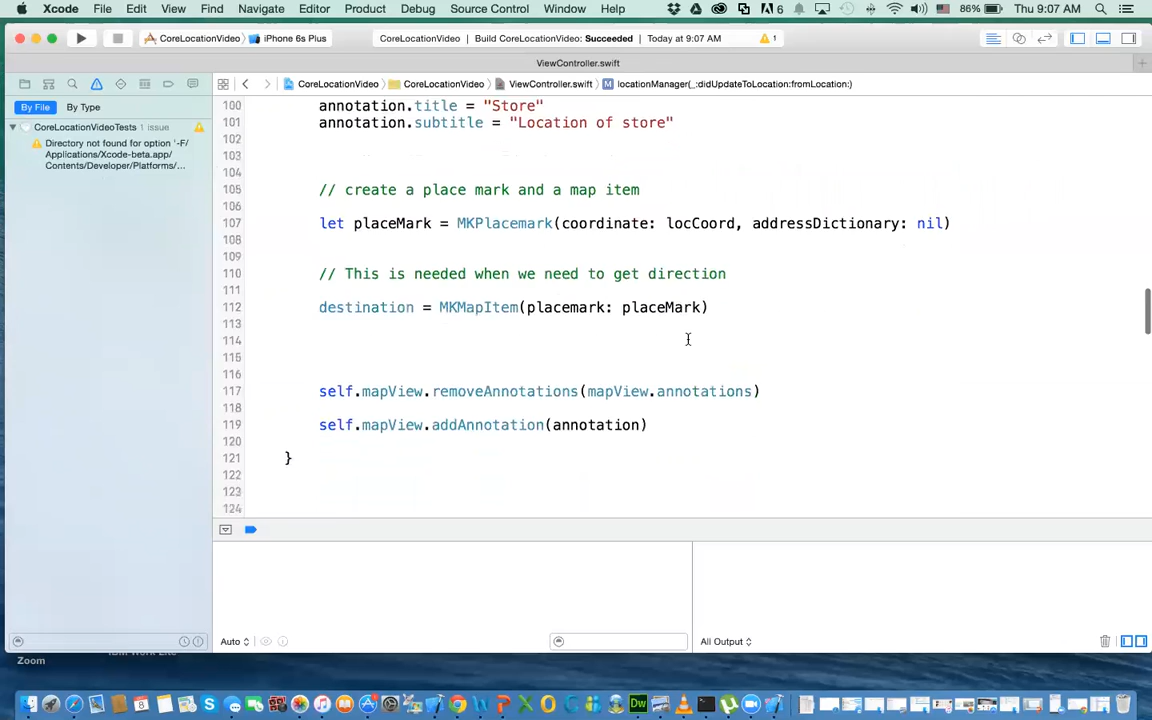 Xcode File Edit View Find Navigate Editor Product Debug Source Control Window Help 6 86% Thu 9:07 AM
CoreLocationVideo iPhone 6s Plus CoreLocationVideo | Build CoreLocationVideo: Succeeded | Today at 9:07 AM 1
ViewController.swift
CoreLocationVideo CoreLocationVideo ViewController.swift M locationManager(_:didUpdateToLocation:fromLocation:)
By File By Type
CoreLocationVideoTests 1 issue
Directory not found for option '-F/
Applications/Xcode-beta.app/
Contents/Developer/Platforms/...
100 annotation.title = "Store"
101 annotation.subtitle = "Location of store"
102
103
104
105 // create a place mark and a map item
106
107 let placeMark = MKPlacemark(coordinate: locCoord, addressDictionary: nil)
108
109
110 // This is needed when we need to get direction
111
112 destination = MKMapItem(placemark: placeMark)
113
114
115
116
117 self.mapView.removeAnnotations(mapView.annotations)
118
119 self.mapView.addAnnotation(annotation)
120
121 }
122
123
124
Auto All Output
Zoom